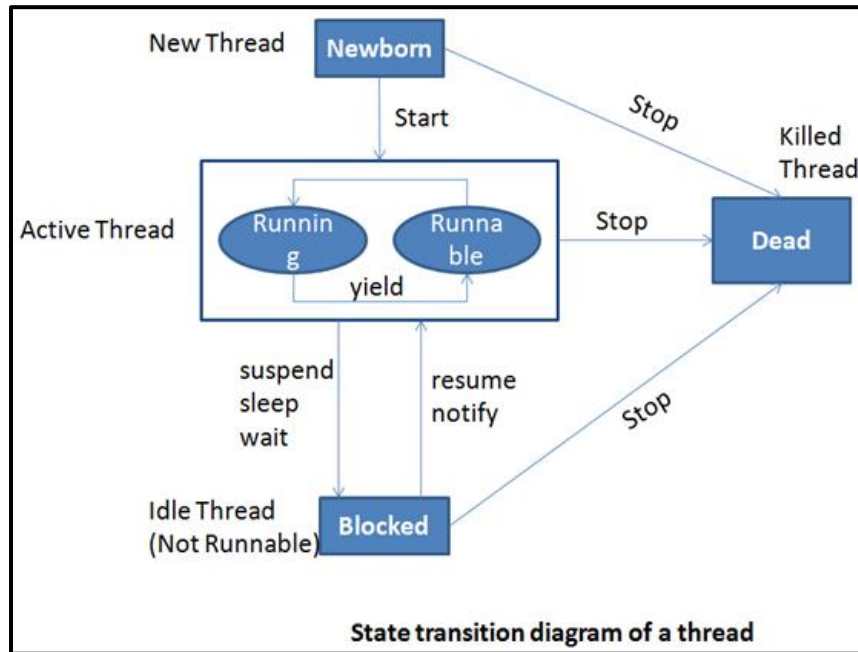 New Thread
Newborn
Stop
Start
Killed
Thread
Active Thread
Runnin
g
Runna
ble
yield
Stop
Dead
suspend
sleep
wait
resume
notify
Stop
Idle Thread
(Not Runnable)
Blocked
State transition diagram of a thread